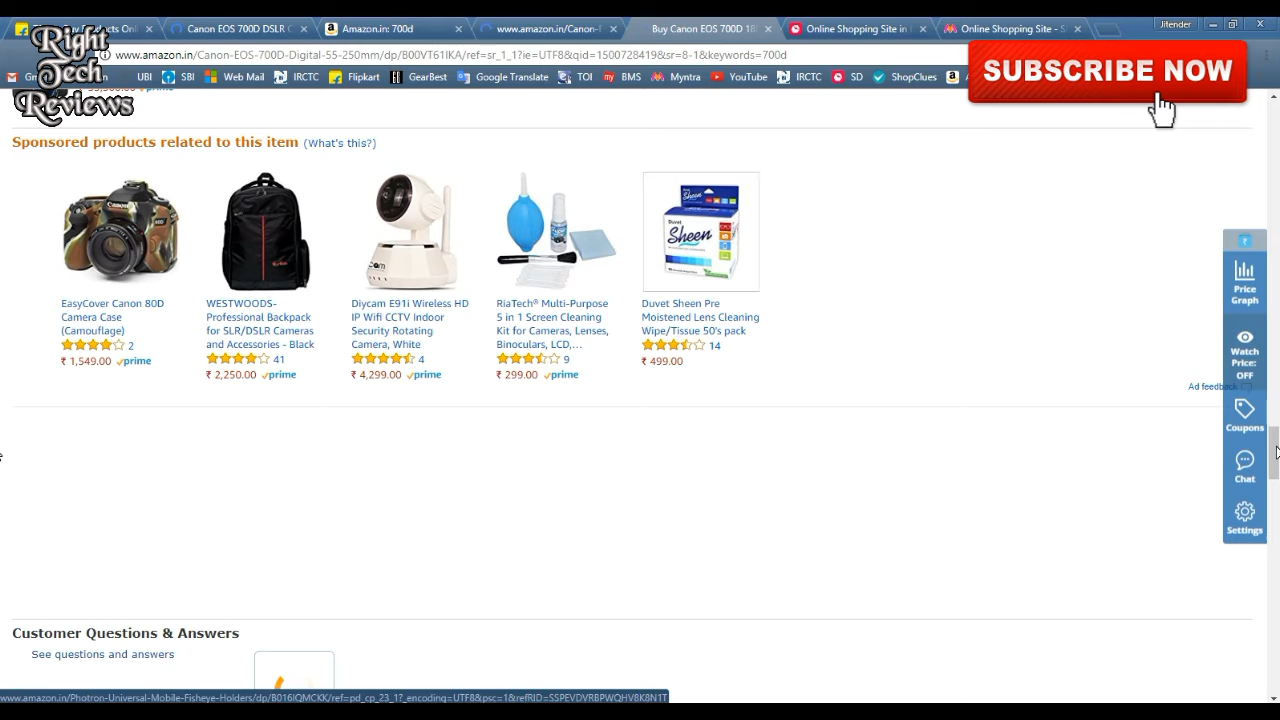 Buy Products Onl
Canon EOS 700D DSLR C
Amazon.in: 700d
www.amazon.in/Canon-E
Buy Canon EOS 700D 18
Online Shopping Site in I
Online Shopping Site - S
Jitender
Right
Tech
Reviews
www.amazon.in/Canon-EOS-700D-Digital-55-250mm/dp/B00VT61IKA/ref=sr_1_1?ie=UTF8&qid=1500728419&sr=8-1&keywords=700d
UBI
SBI
Web Mail
IRCTC
Flipkart
GearBest
Google Translate
TOI
BMS
Myntra
YouTube
IRCTC
SD
ShopClues
SUBSCRIBE NOW
prime
Sponsored products related to this item (What's this?)
Canon
EasyCover Canon 80D
Camera Case
(Camouflage)
2
₹ 1,549.00 prime
WESTWOODS-
Professional Backpack
for SLR/DSLR Cameras
and Accessories - Black
41
₹ 2,250.00 prime
Diycam E91i Wireless HD
IP Wifi CCTV Indoor
Security Rotating
Camera, White
4
₹ 4,299.00 prime
RiaTech® Multi-Purpose
5 in 1 Screen Cleaning
Kit for Cameras, Lenses,
Binoculars, LCD,...
9
₹ 299.00 prime
Duvet
Sheen
Duvet Sheen Pre
Moistened Lens Cleaning
Wipe/Tissue 50's pack
14
₹ 499.00
Ad feedback
Price
Graph
Watch
Price:
OFF
Coupons
Chat
Settings
Customer Questions & Answers
See questions and answers
www.amazon.in/Photron-Universal-Mobile-Fisheye-Holders/dp/B016IQMCKK/ref=pd_cp_23_1?_encoding=UTF8&psc=1&refRID=SSPEVDVRBPWQHV8K8N1T